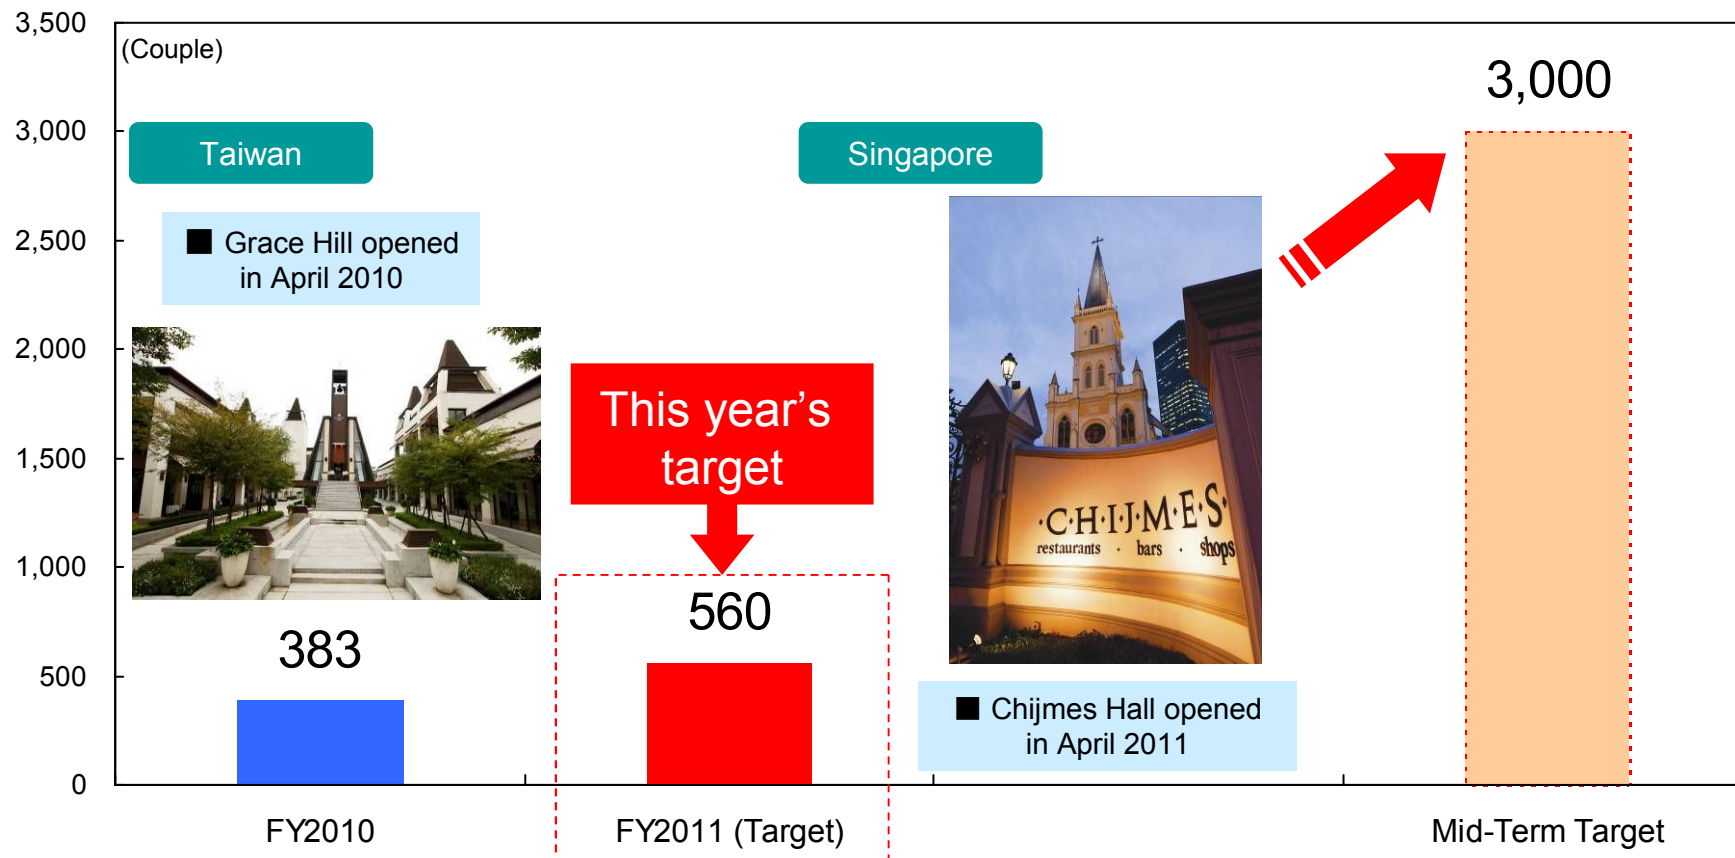 3,500
(Couple)
3,000
3,000
Taiwan
Singapore
2,500
■ Grace Hill opened
in April 2010
2,000
This year's
target
1,500
·C·H·I·J·M·E·S·
restaurants · bars · shops
1,000
560
383
500
■ Chijmes Hall opened
in April 2011
0
FY2010
FY2011 (Target)
Mid-Term Target